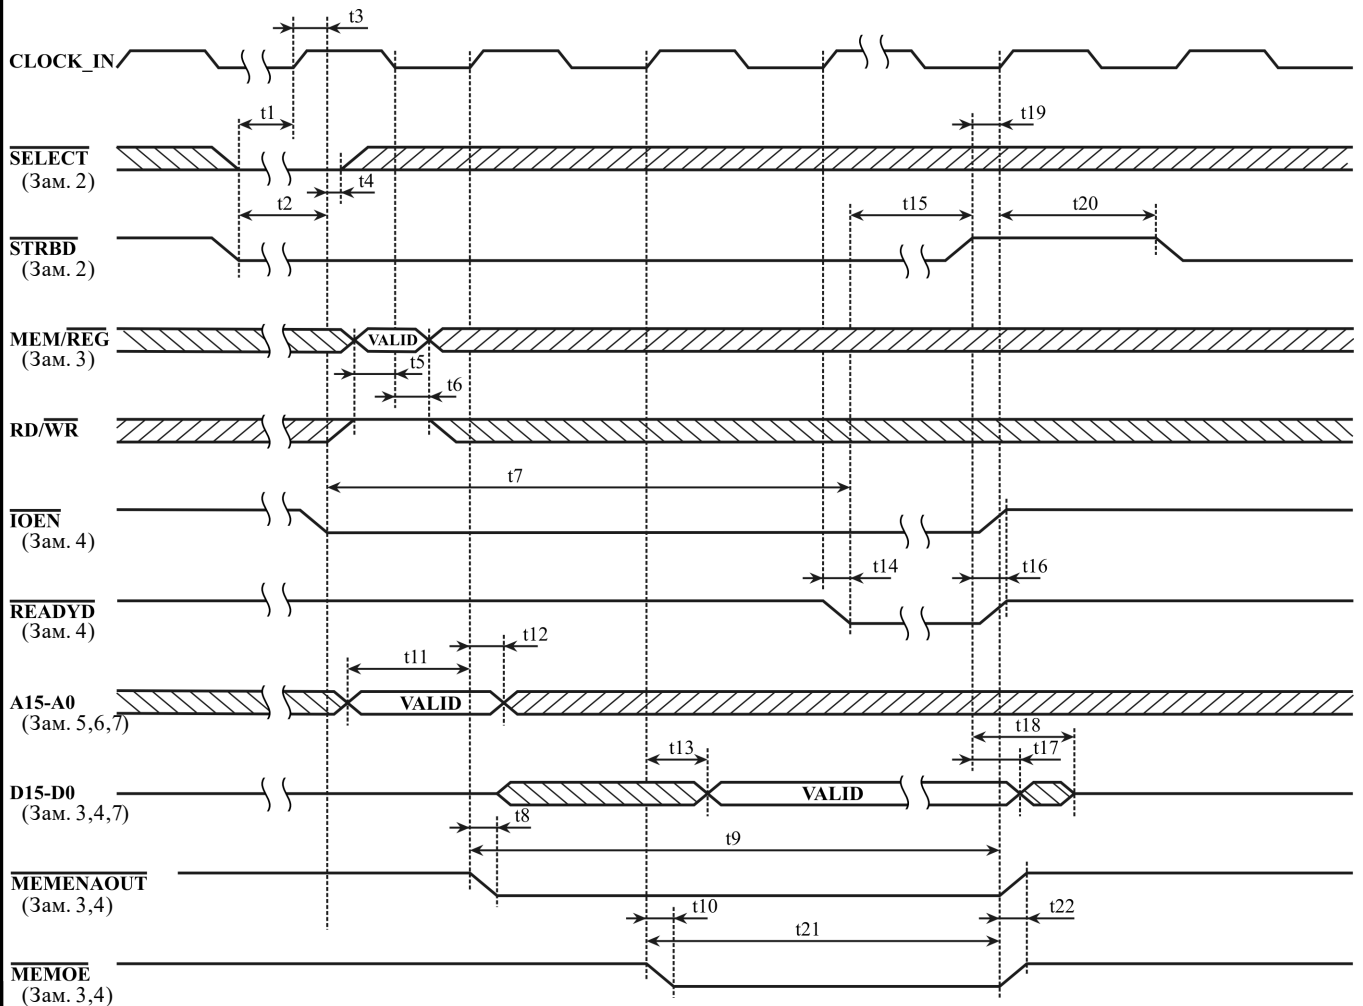 t3
CLOCK_IN
t1
t19
SELECT
(Зам. 2)
t4
t2
t15
t20
STRBD
(Зам. 2)
MEM/REG
VALID
(Зам. 3)
t5
t6
RD/WR
t7
IOEN
(Зам. 4)
t14
t16
READYD
(Зам. 4)
t12
t11
A15-A0
VALID
(Зам. 5,6,7)
t18
t13
t17
D15-D0
VALID
(Зам. 3,4,7)
t8
t9
MEMENAOUT
(Зам. 3,4)
t10
t22
t21
MEMOE
(Зам. 3,4)